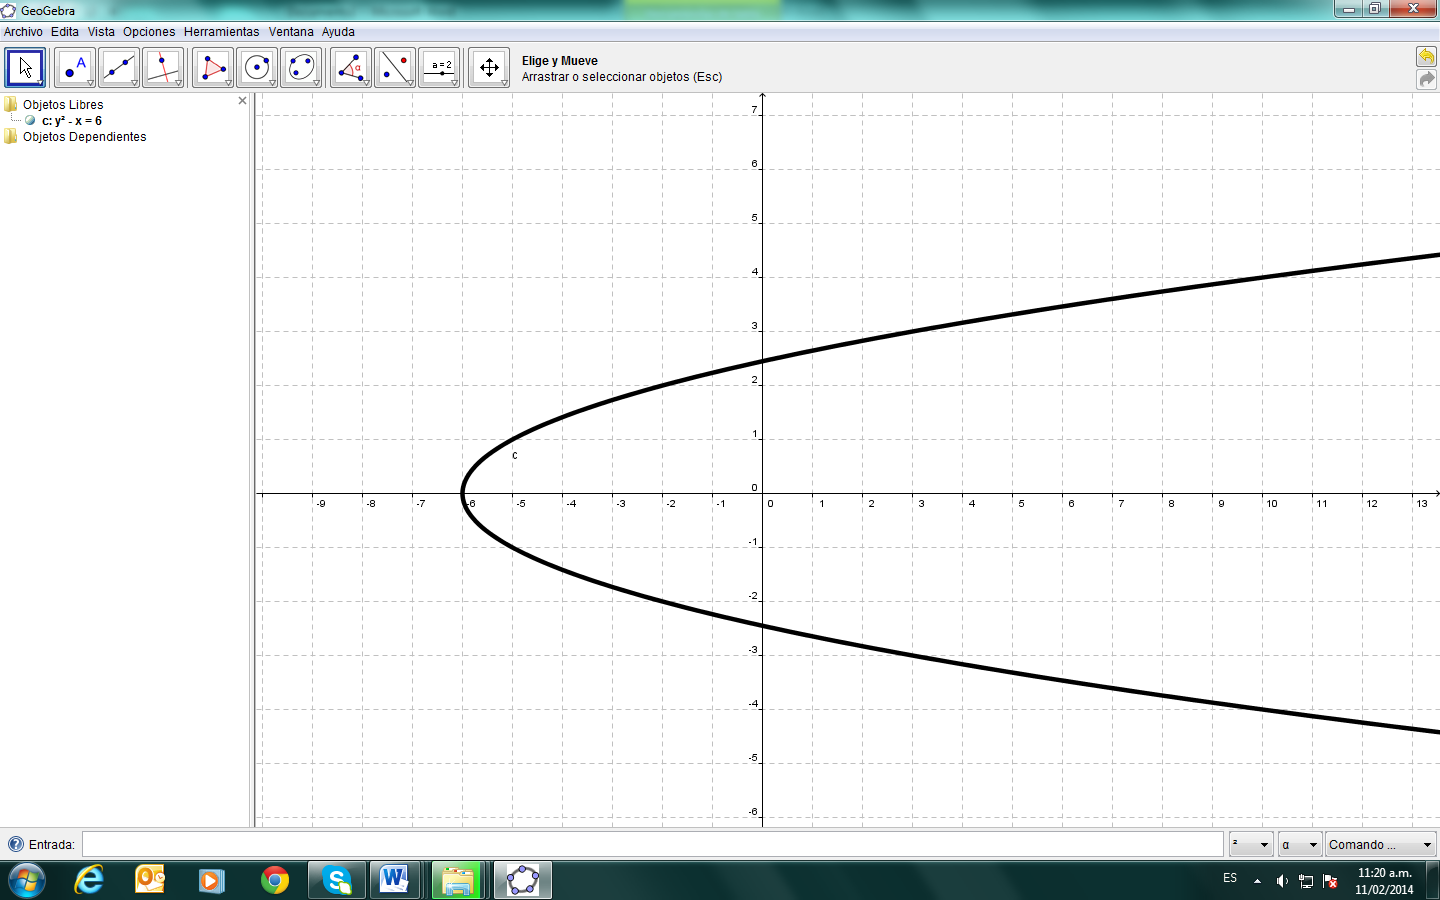 GeoGebra
Archivo Edita Vista Opciones Herramientas Ventana Ayuda
A
α
a = 2
Elige y Mueve
Arrastrar o seleccionar objetos (Esc)
Objetos Libres
c: y² - x = 6
Objetos Dependientes
7
6
5
4
3
2
1
0
-1
-2
-3
-4
-5
-6
c
-9 -8 -7 -6 -5 -4 -3 -2 -1 0 1 2 3 4 5 6 7 8 9 10 11 12 13
Entrada:
² α Comando ...
ES
11:20 a.m.
11/02/2014